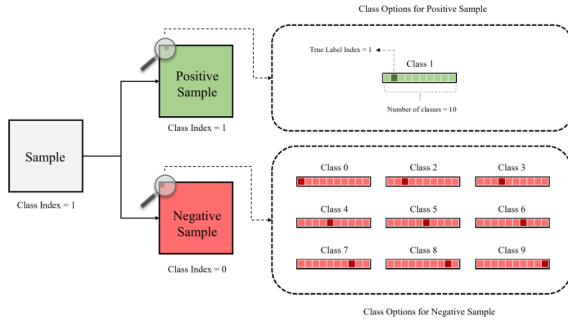 Class Options for Positive Sample
True Label Index = 1
Class 1
Number of classes = 10
Positive
Sample
Class Index = 1
Sample
Class Index = 1
Negative
Sample
Class Index = 0
Class 0 Class 2 Class 3
Class 4 Class 5 Class 6
Class 7 Class 8 Class 9
Class Options for Negative Sample